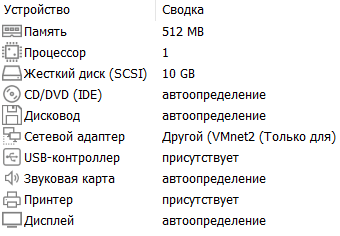 Устройство Сводка
Память 512 MB
Процессор 1
Жесткий диск (SCSI) 10 GB
CD/DVD (IDE) автоопределение
Дисковод автоопределение
Сетевой адаптер Другой (VMnet2 (Только для)
USB-контроллер присутствует
Звуковая карта автоопределение
Принтер присутствует
Дисплей автоопределение